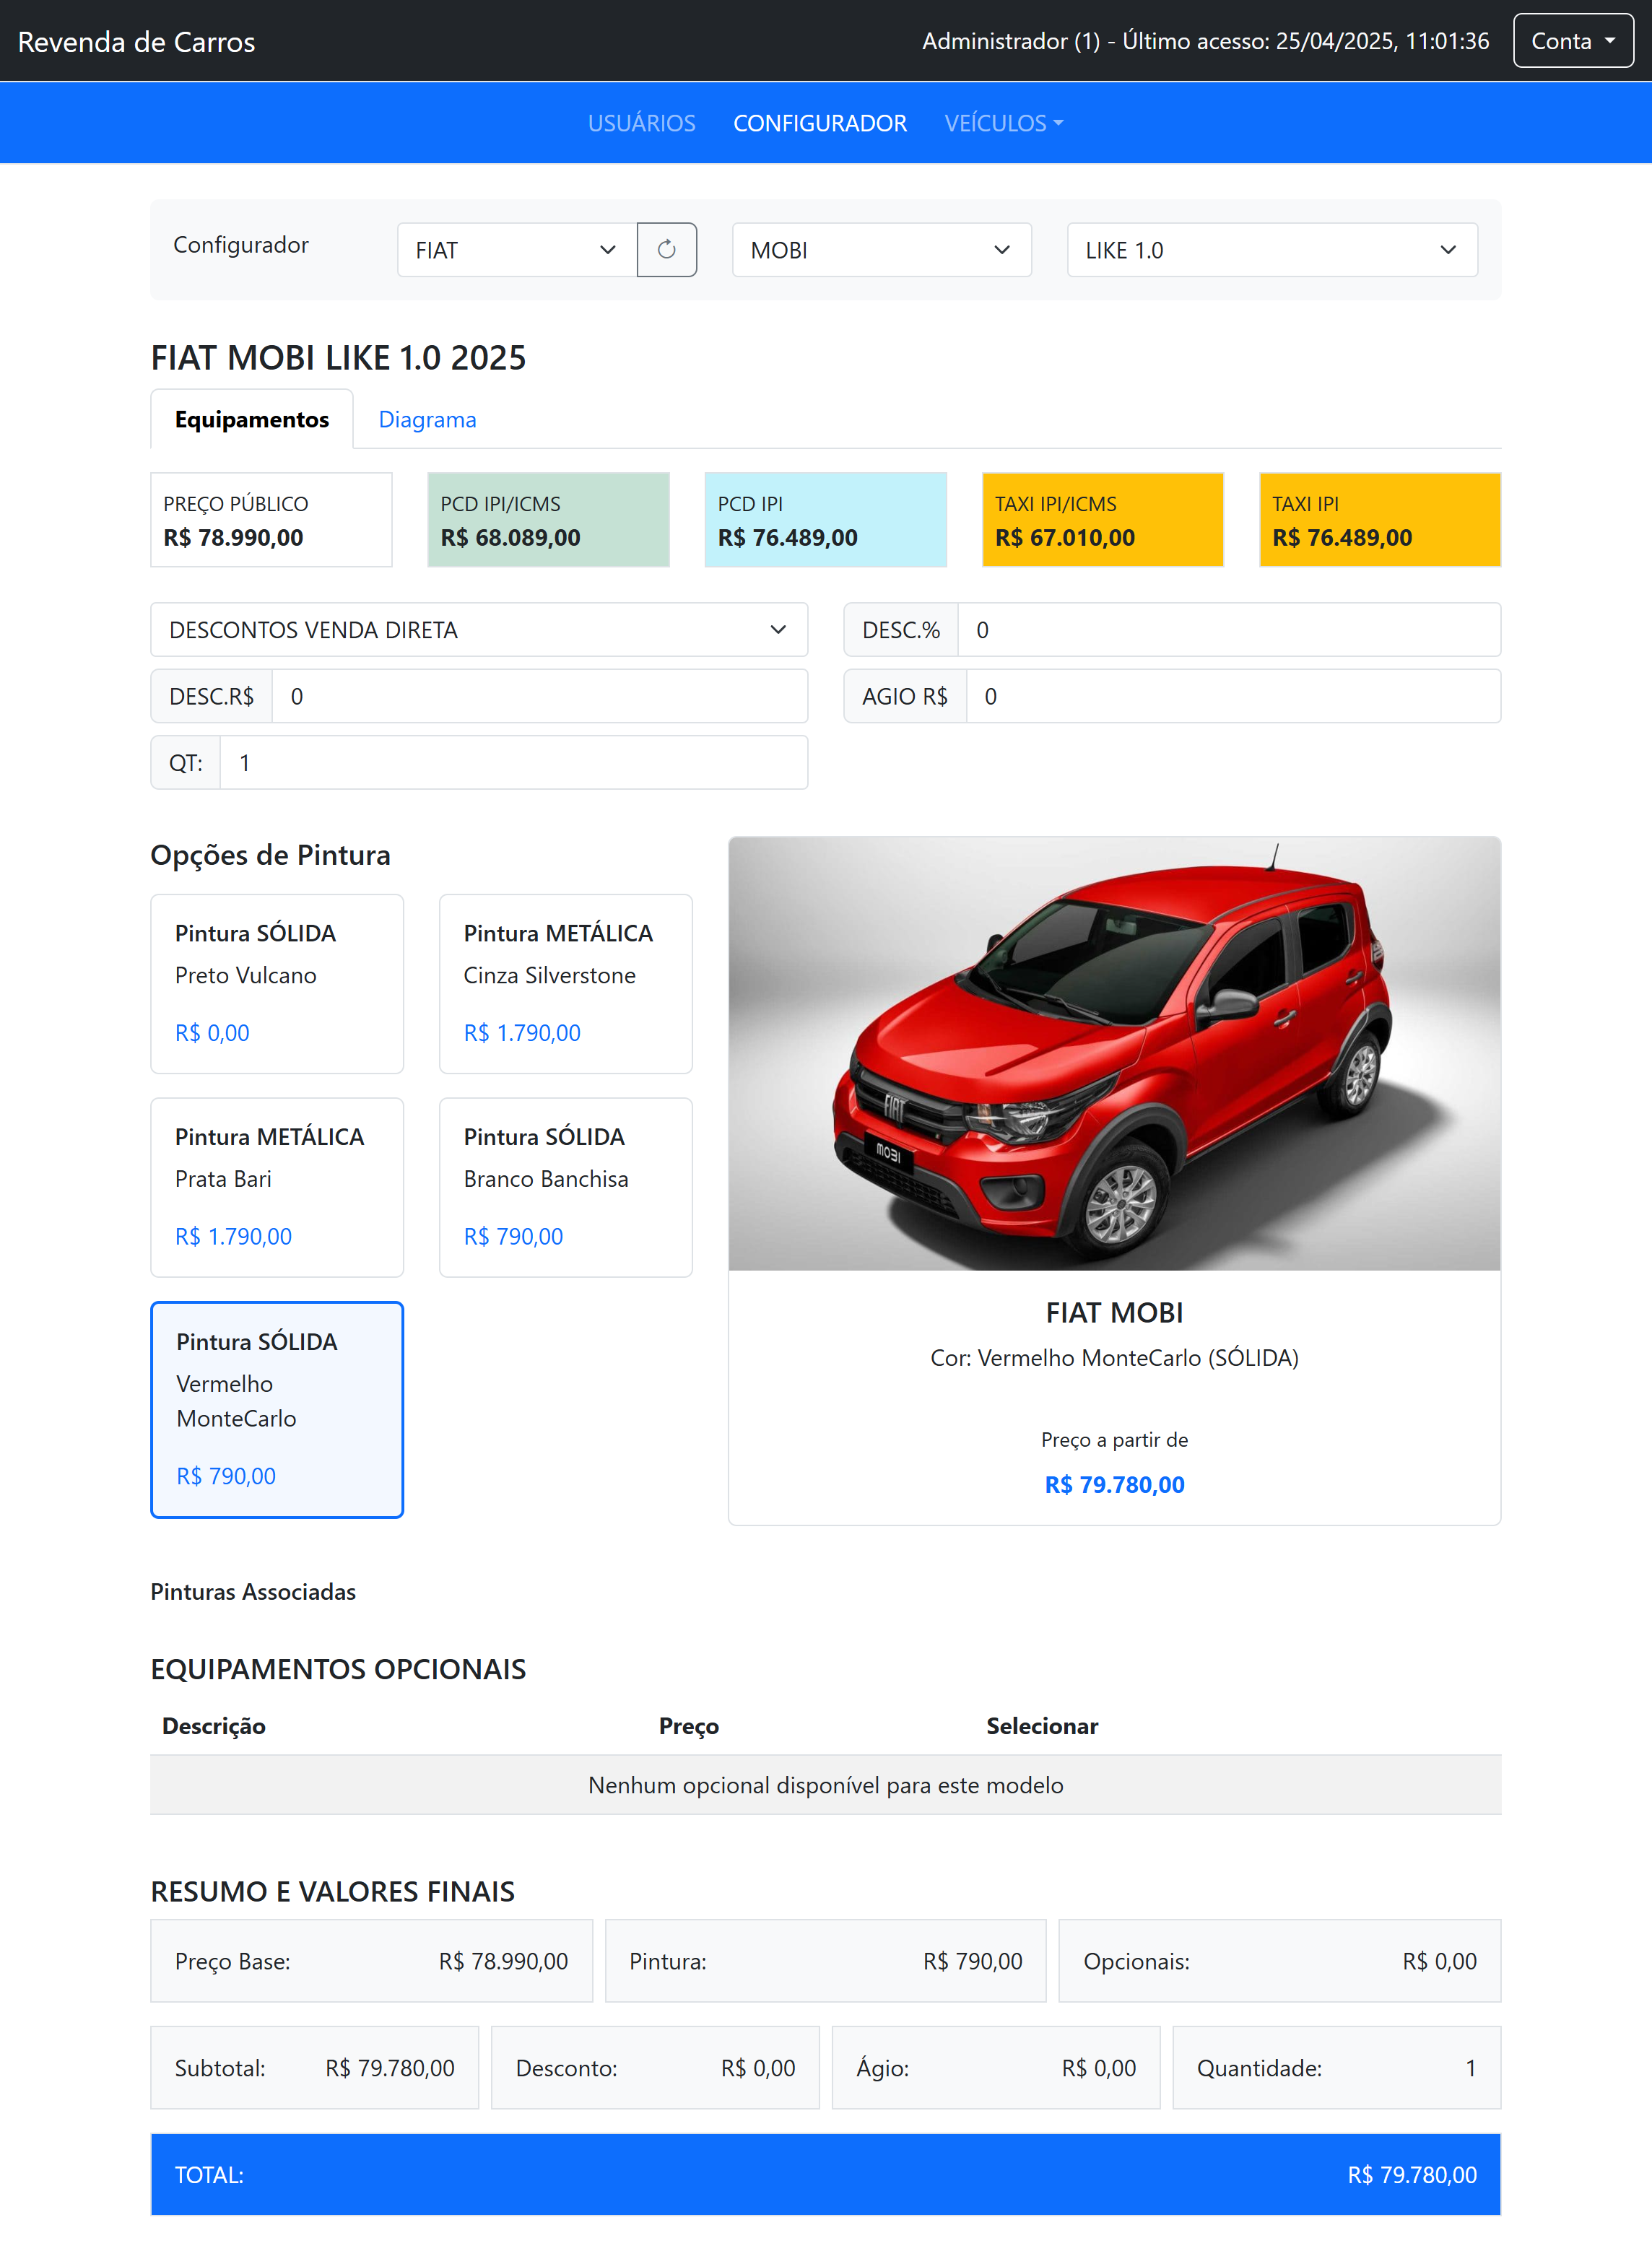 Revenda de Carros
Administrador (1) - Último acesso: 25/04/2025, 11:01:36
Conta
USUÁRIOS
CONFIGURADOR
VEÍCULOS
Configurador
FIAT
MOBI
LIKE 1.0
FIAT MOBI LIKE 1.0 2025
Equipamentos
Diagrama
PREÇO PÚBLICO
R$ 78.990,00
PCD IPI/ICMS
R$ 68.089,00
PCD IPI
R$ 76.489,00
TAXI IPI/ICMS
R$ 67.010,00
TAXI IPI
R$ 76.489,00
DESCONTOS VENDA DIRETA
DESC.% 0
DESC.R$ 0
AGIO R$ 0
QT: 1
Opções de Pintura
Pintura SÓLIDA
Preto Vulcano
R$ 0,00
Pintura METÁLICA
Cinza Silverstone
R$ 1.790,00
Pintura METÁLICA
Prata Bari
R$ 1.790,00
Pintura SÓLIDA
Branco Banchisa
R$ 790,00
Pintura SÓLIDA
Vermelho
MonteCarlo
R$ 790,00
FIAT
MOBI
FIAT MOBI
Cor: Vermelho MonteCarlo (SÓLIDA)
Preço a partir de
R$ 79.780,00
Pinturas Associadas
EQUIPAMENTOS OPCIONAIS
Descrição Preço Selecionar
Nenhum opcional disponível para este modelo
RESUMO E VALORES FINAIS
Preço Base: R$ 78.990,00
Pintura: R$ 790,00
Opcionais: R$ 0,00
Subtotal: R$ 79.780,00
Desconto: R$ 0,00
Ágio: R$ 0,00
Quantidade: 1
TOTAL: R$ 79.780,00